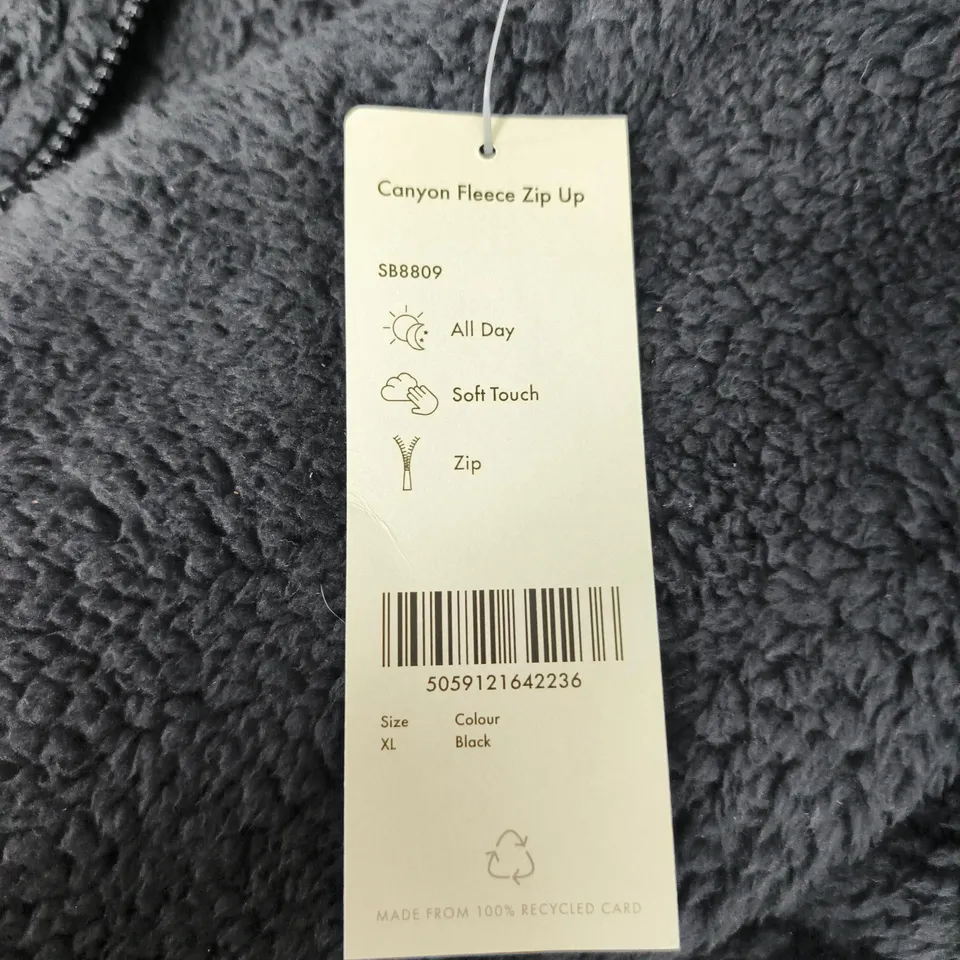 Canyon Fleece Zip Up
SB8809
All Day
Soft Touch
Zip
5059121642236
Size Colour
XL Black
MADE FROM 100% RECYCLED CARD